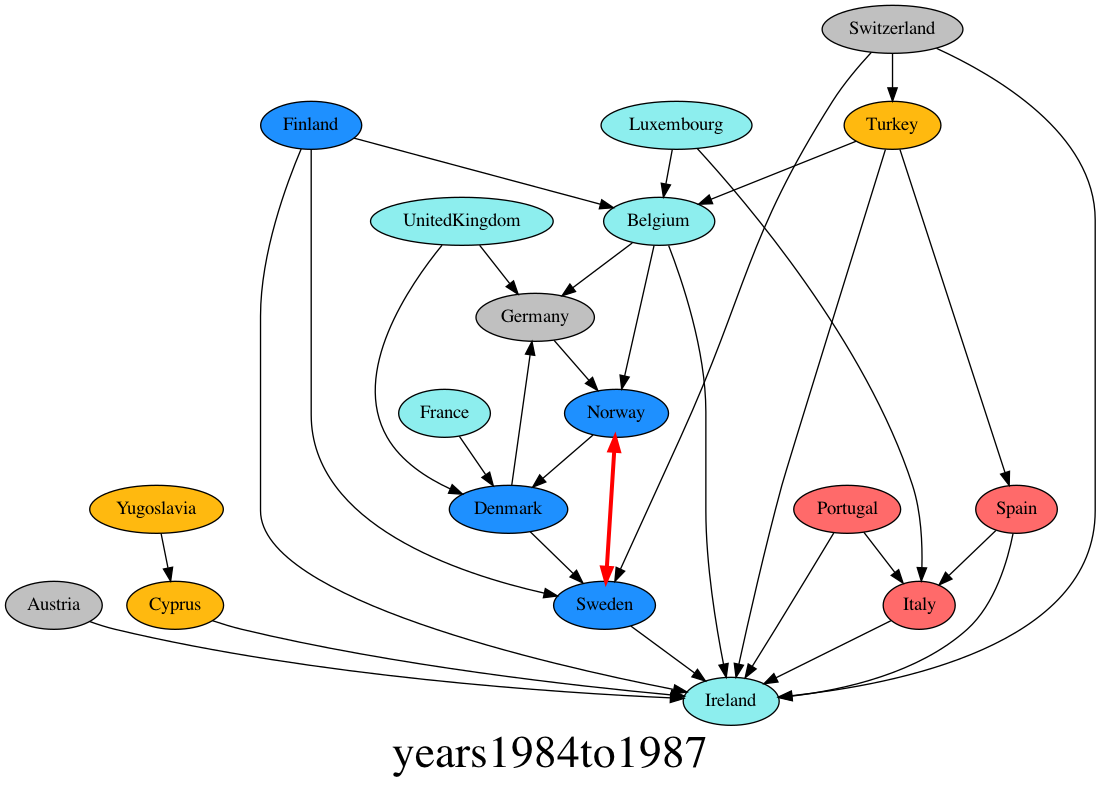 Switzerland
Finland
Luxembourg
Turkey
UnitedKingdom
Belgium
Germany
France
Norway
Yugoslavia
Denmark
Portugal
Spain
Austria
Cyprus
Sweden
Italy
Ireland
years1984to1987